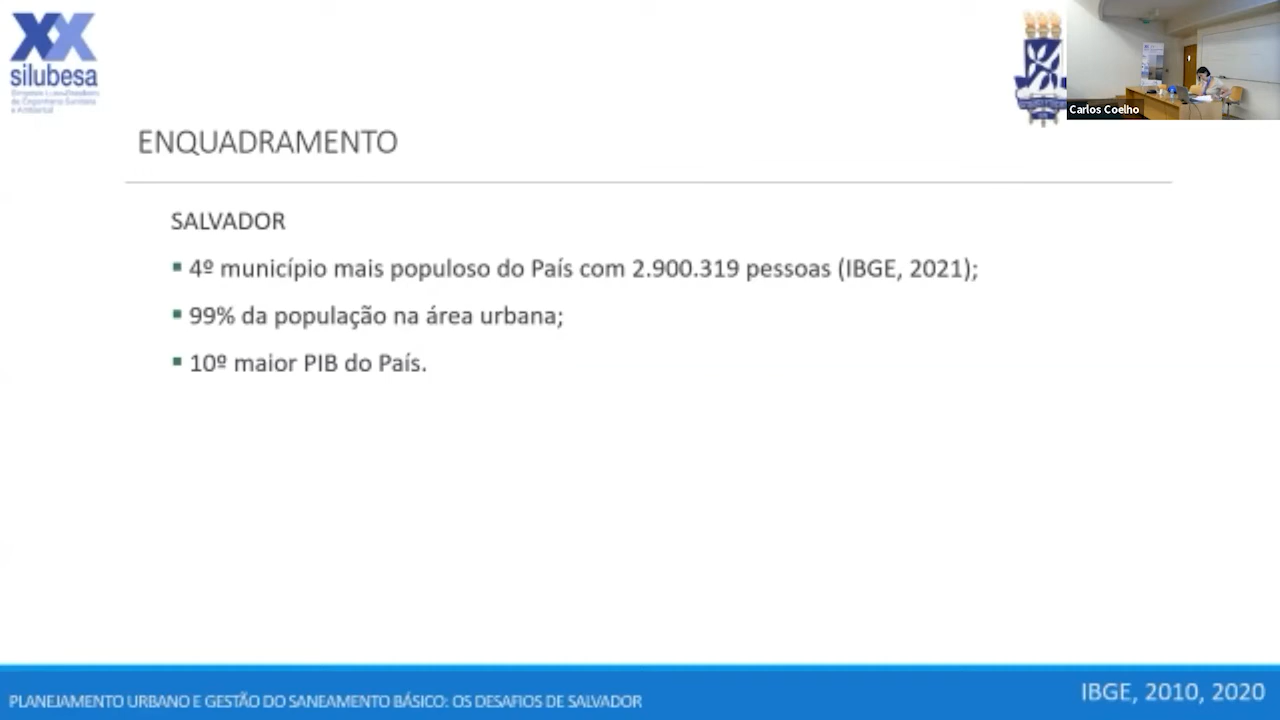 XX
silubesa
Simpósio Luso-Brasileiro
de Engenharia Sanitária
e Ambiental
Carlos Coelho
ENQUADRAMENTO
SALVADOR
▪ 4º município mais populoso do País com 2.900.319 pessoas (IBGE, 2021);
▪ 99% da população na área urbana;
▪ 10º maior PIB do País.
PLANEJAMENTO URBANO E GESTÃO DO SANEAMENTO BÁSICO: OS DESAFIOS DE SALVADOR
IBGE, 2010, 2020